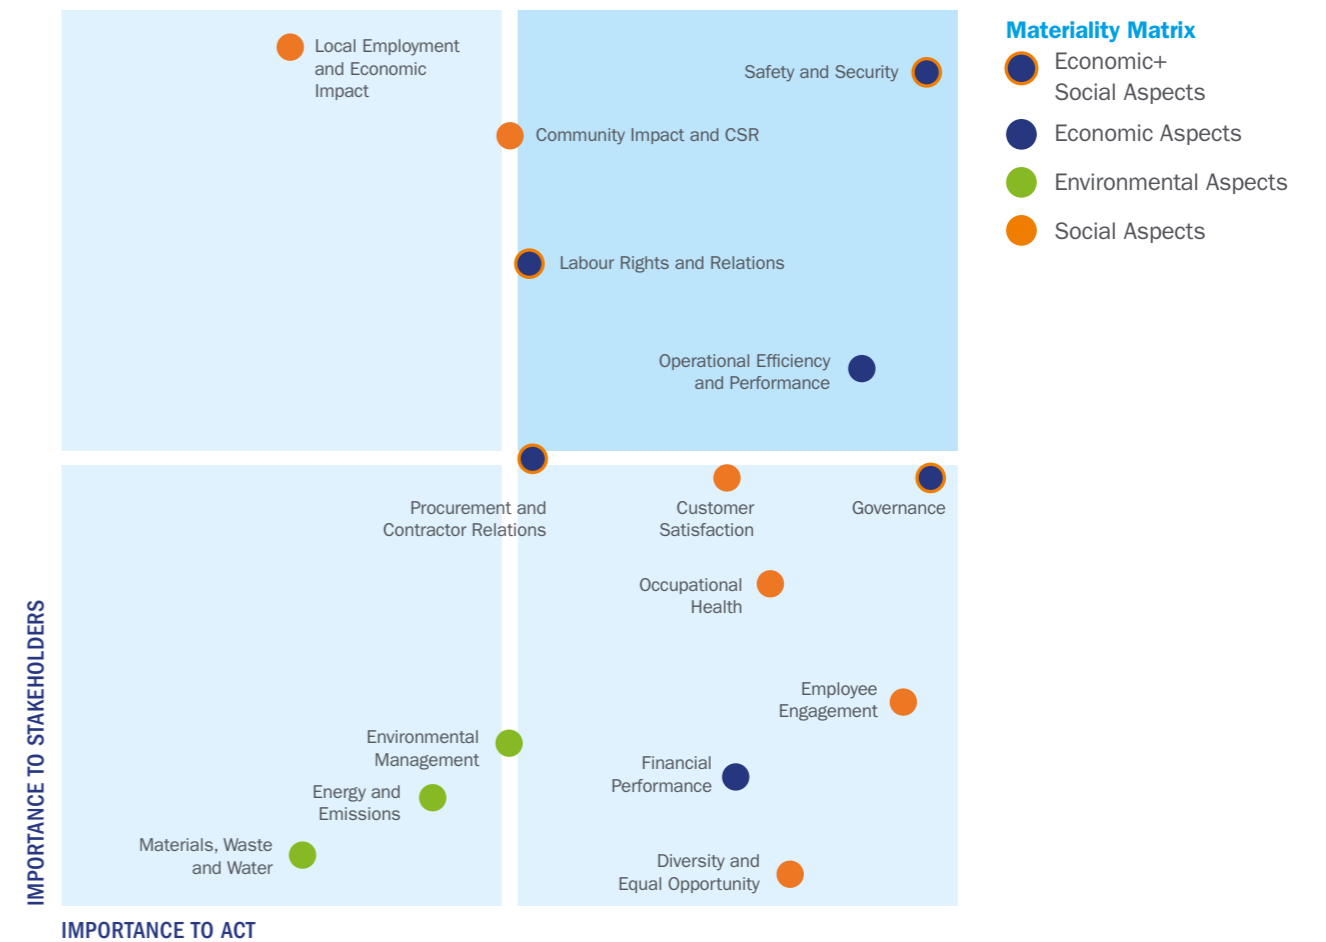 Local Employment
and Economic
Impact
Safety and Security
Community Impact and CSR
Labour Rights and Relations
Operational Efficiency
and Performance
Procurement and
Contractor Relations
Customer
Satisfaction
Governance
Occupational
Health
Employee
Engagement
Environmental
Management
Financial
Performance
Energy and
Emissions
Materials, Waste
and Water
Diversity and
Equal Opportunity
IMPORTANCE TO STAKEHOLDERS
IMPORTANCE TO ACT
Materiality Matrix
Economic+
Social Aspects
Economic Aspects
Environmental Aspects
Social Aspects